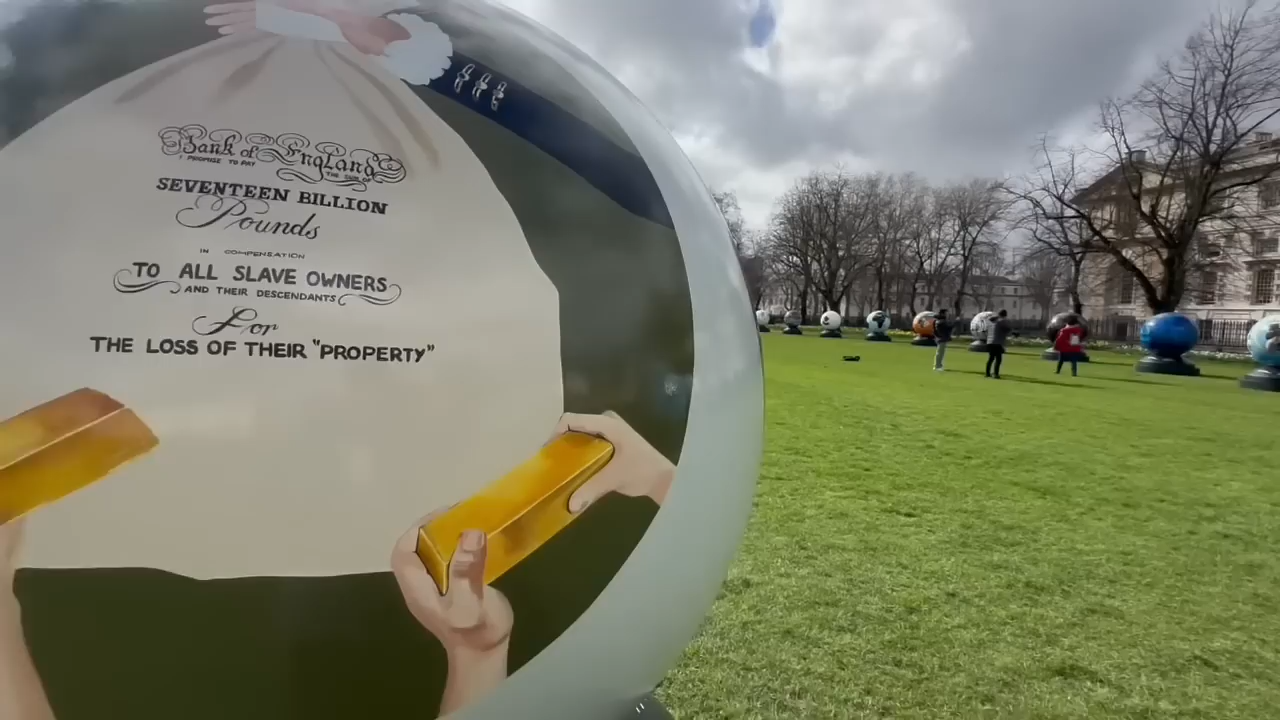 Bank of England
I PROMISE TO PAY THE SUM OF
SEVENTEEN BILLION
Pounds
IN COMPENSATION
TO ALL SLAVE OWNERS
AND THEIR DESCENDANTS
For
THE LOSS OF THEIR "PROPERTY"